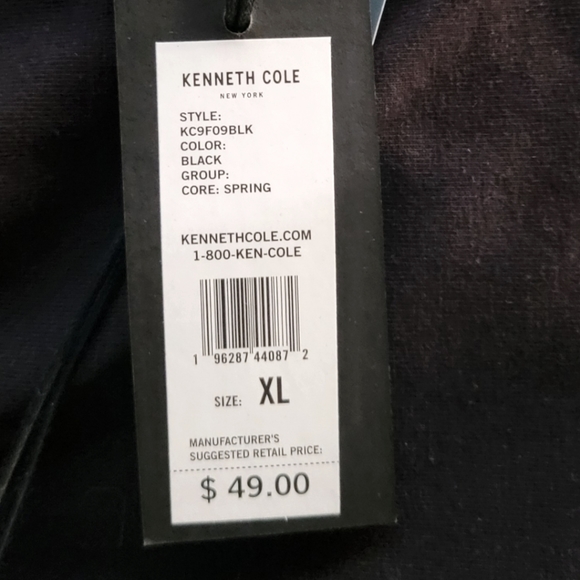 KENNETH COLE
NEW YORK
STYLE:
KC9F09BLK
COLOR:
BLACK
GROUP:
CORE: SPRING
KENNETHCOLE.COM
1-800-KEN-COLE
1 96287 44087 2
SIZE: XL
MANUFACTURER'S
SUGGESTED RETAIL PRICE:
$ 49.00